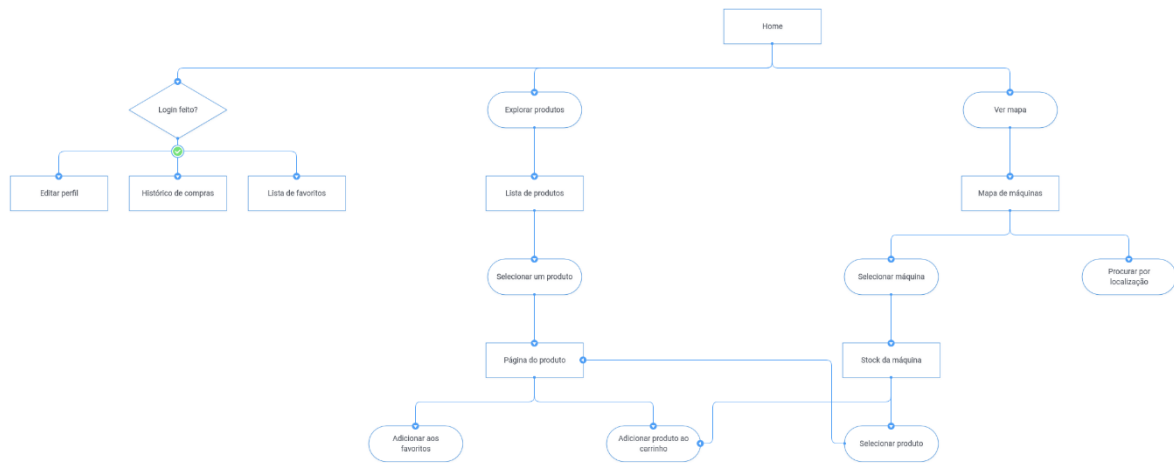 Home
Login feito?
Explorar produtos
Ver mapa
Editar perfil
Histórico de compras
Lista de favoritos
Lista de produtos
Mapa de máquinas
Selecionar um produto
Selecionar máquina
Procurar por
localização
Página do produto
Stock da máquina
Adicionar aos
favoritos
Adicionar produto ao
carrinho
Selecionar produto